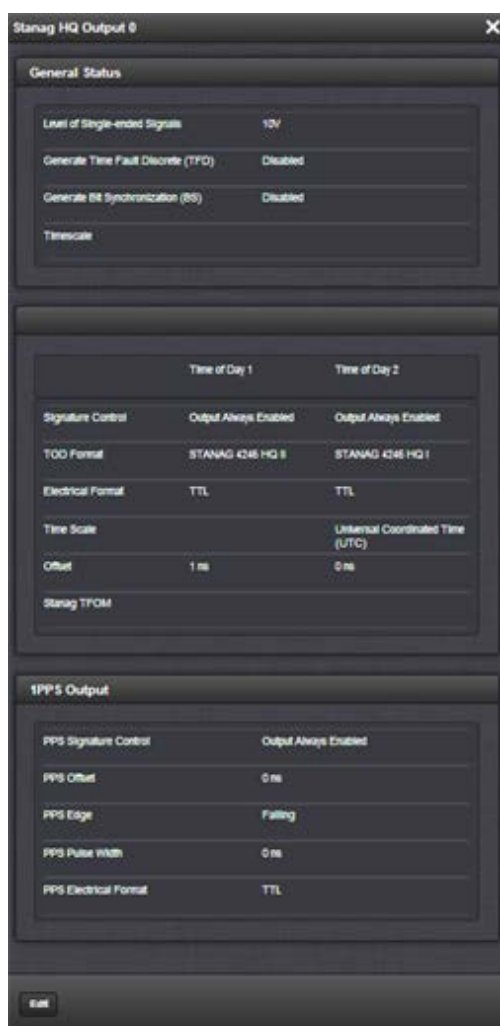 Stanag HQ Output 0
General Status
Level of Single-ended Signals 10V
Generate Time Fault Discrete (TFD) Disabled
Generate Bit Synchronization (BS) Disabled
Timescale
Time of Day 1 Time of Day 2
Signature Control Output Always Enabled Output Always Enabled
TOD Format STANAG 4246 HQ II STANAG 4246 HQ I
Electrical Format TTL TTL
Time Scale Universal Coordinated Time
(UTC)
Offset 1 ns 0 ns
Stanag TFOM
1PPS Output
PPS Signature Control Output Always Enabled
PPS Offset 0 ns
PPS Edge Falling
PPS Pulse Width 0 ns
PPS Electrical Format TTL
Edit